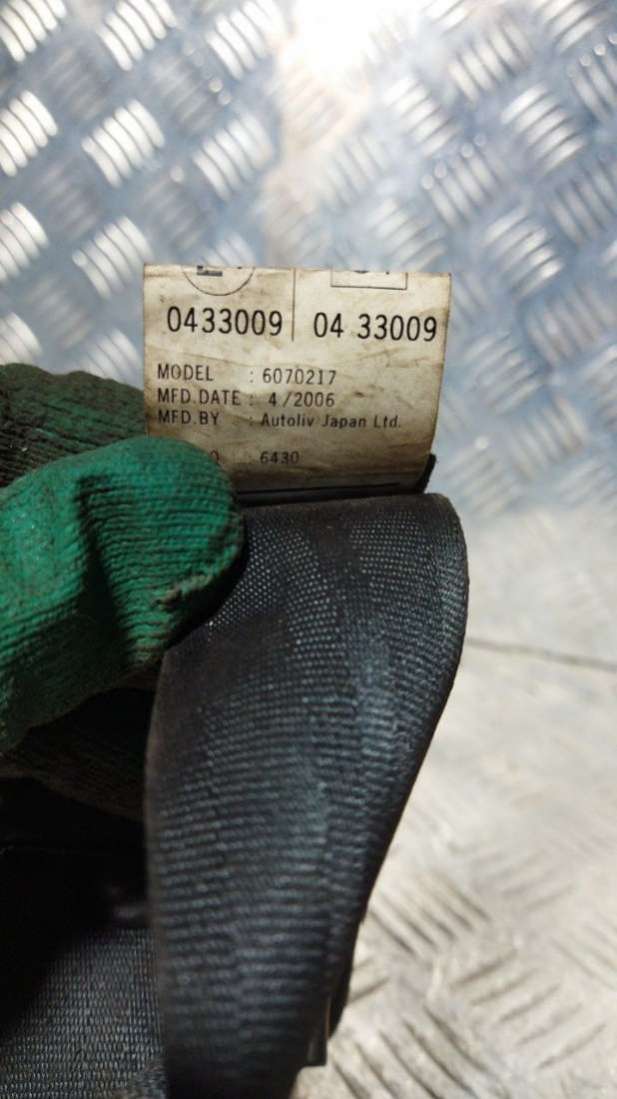 0433009 04 33009
MODEL : 6070217
MFD.DATE : 4/2006
MFD.BY : Autoliv Japan Ltd.
: 6430